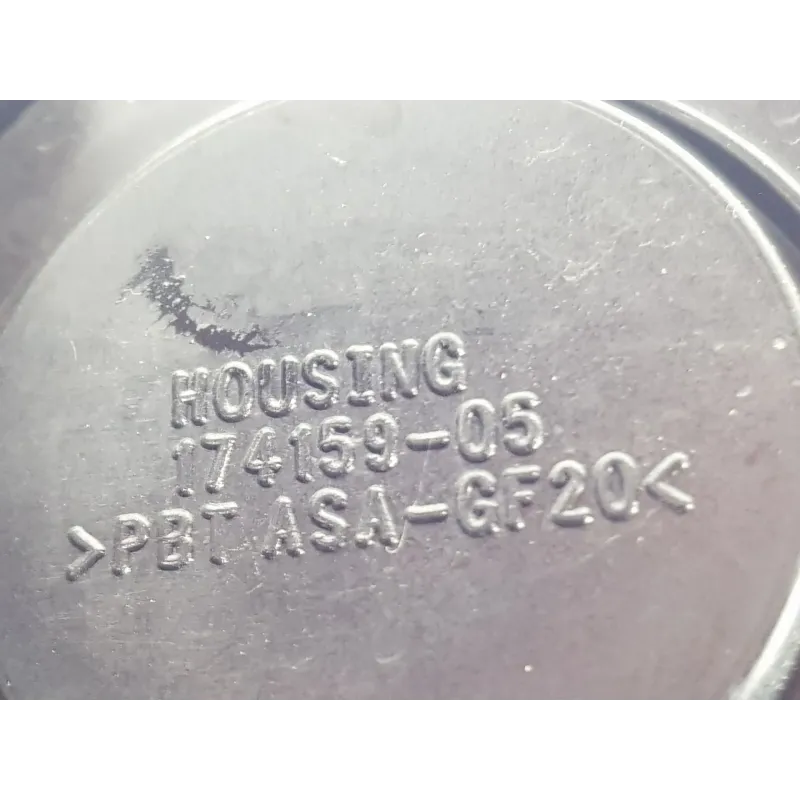 HOUSING
174159-05
>PBT ASA-GF20<